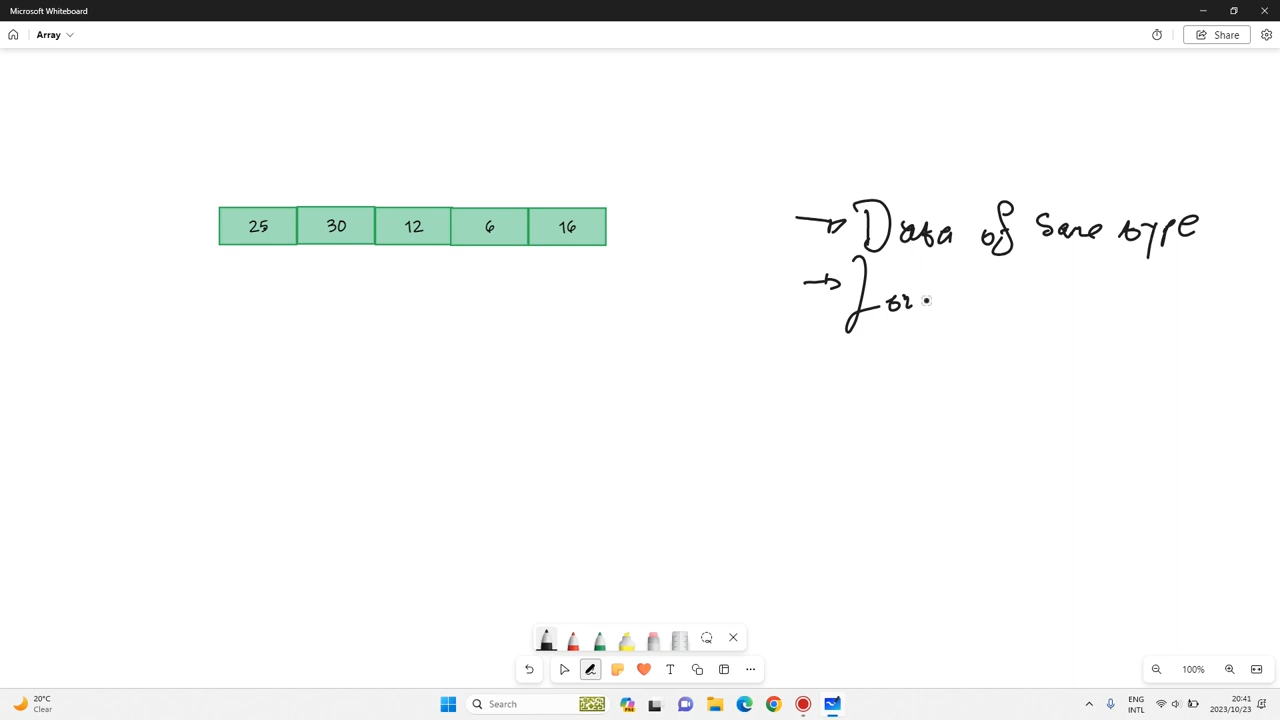 Microsoft Whiteboard
Array
Share
25 30 12 6 16
→ Data of Same type
→
100%
20°C
Clear
Search
PRE
ENG
INTL
20:41
2023/10/23